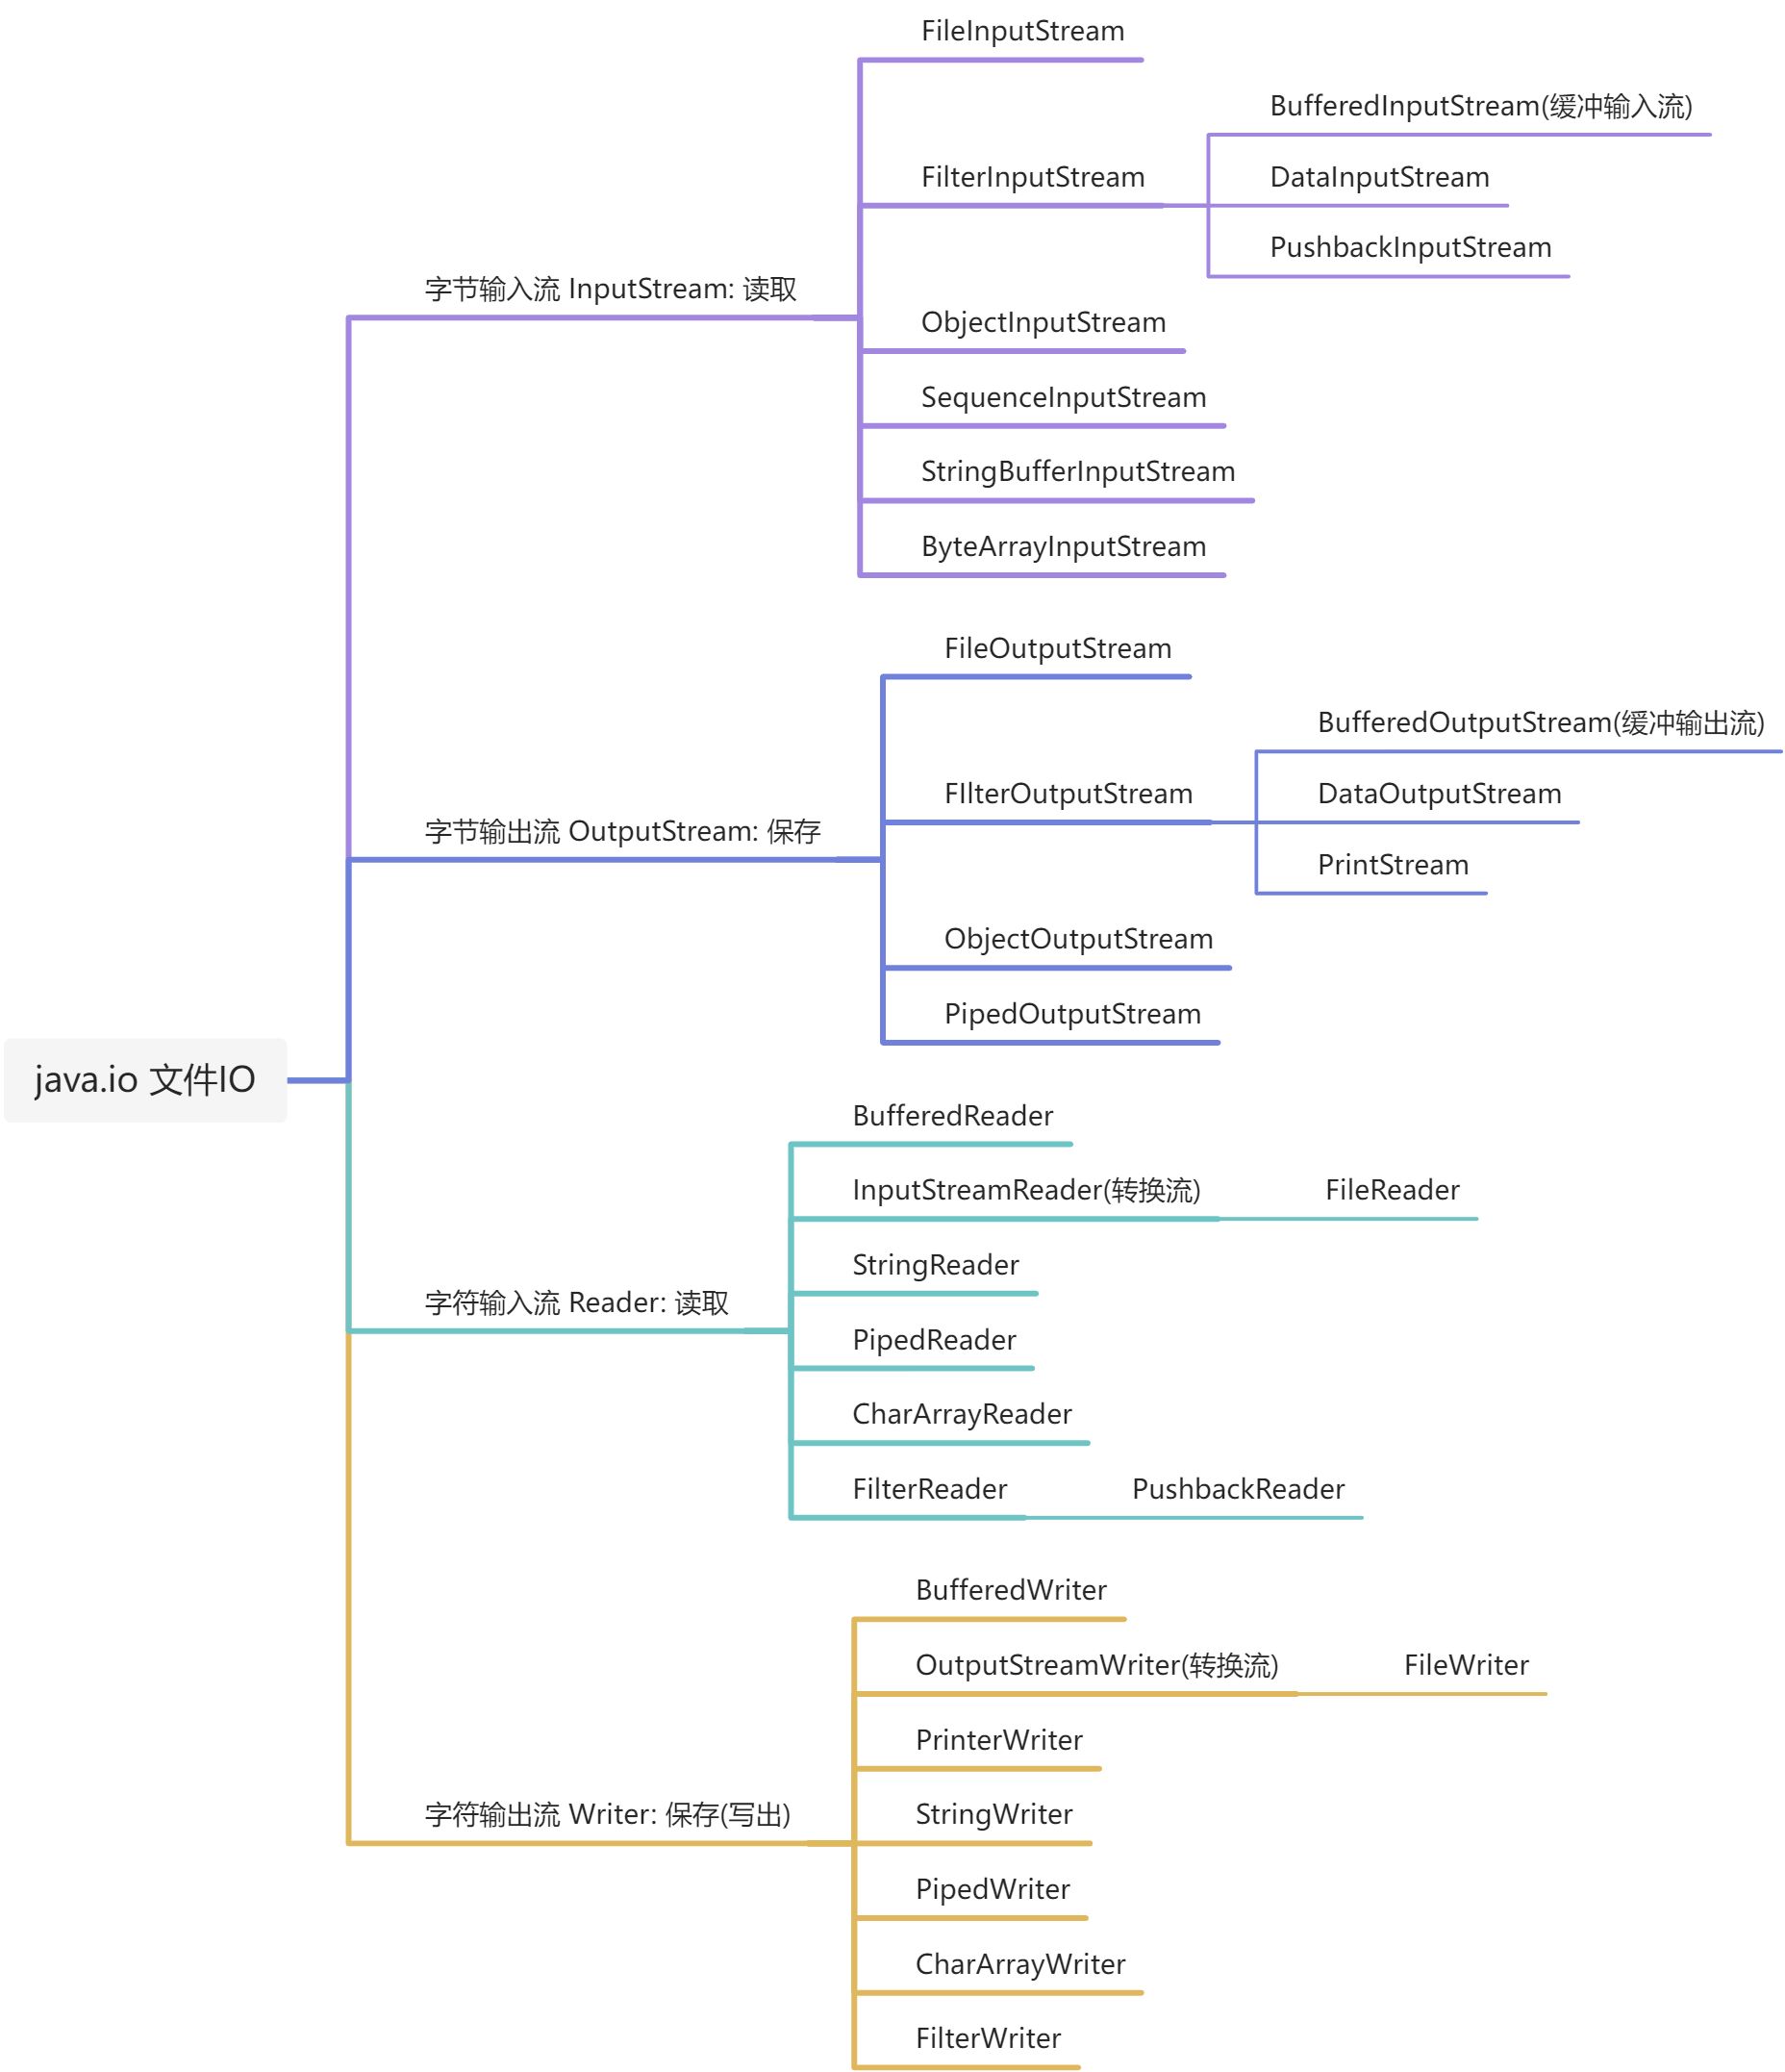 java.io 文件IO
字节输入流 InputStream: 读取
FileInputStream
FilterInputStream
BufferedInputStream(缓冲输入流)
DataInputStream
PushbackInputStream
ObjectInputStream
SequenceInputStream
StringBufferInputStream
ByteArrayInputStream
字节输出流 OutputStream: 保存
FileOutputStream
FIlterOutputStream
BufferedOutputStream(缓冲输出流)
DataOutputStream
PrintStream
ObjectOutputStream
PipedOutputStream
字符输入流 Reader: 读取
BufferedReader
InputStreamReader(转换流)
FileReader
StringReader
PipedReader
CharArrayReader
FilterReader
PushbackReader
字符输出流 Writer: 保存(写出)
BufferedWriter
OutputStreamWriter(转换流)
FileWriter
PrinterWriter
StringWriter
PipedWriter
CharArrayWriter
FilterWriter